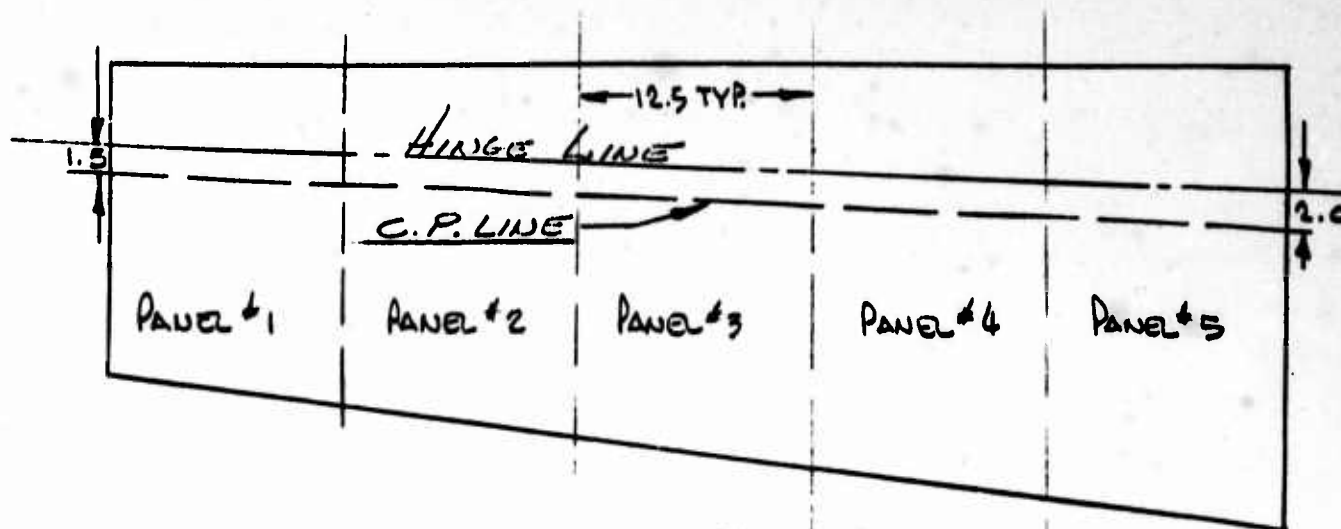 12.5 TYP.
HINGE LINE
1.5
C.P. LINE
PANEL #1
PANEL #2
PANEL #3
PANEL #4
PANEL #5